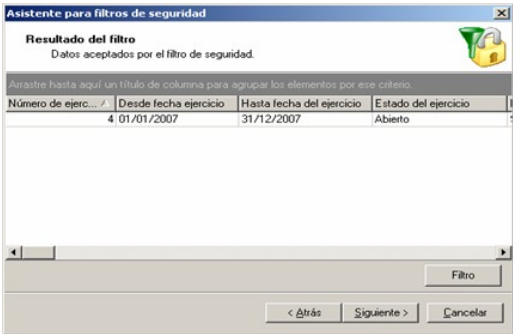 Asistente para filtros de seguridad
Resultado del filtro
Datos aceptados por el filtro de seguridad.
Arrastre hasta aquí un título de columna para agrupar los elementos por ese criterio.
Número de ejerc... Desde fecha ejercicio Hasta fecha del ejercicio Estado del ejercicio
4 01/01/2007 31/12/2007 Abierto
Filtro
< Atrás Siguiente > Cancelar